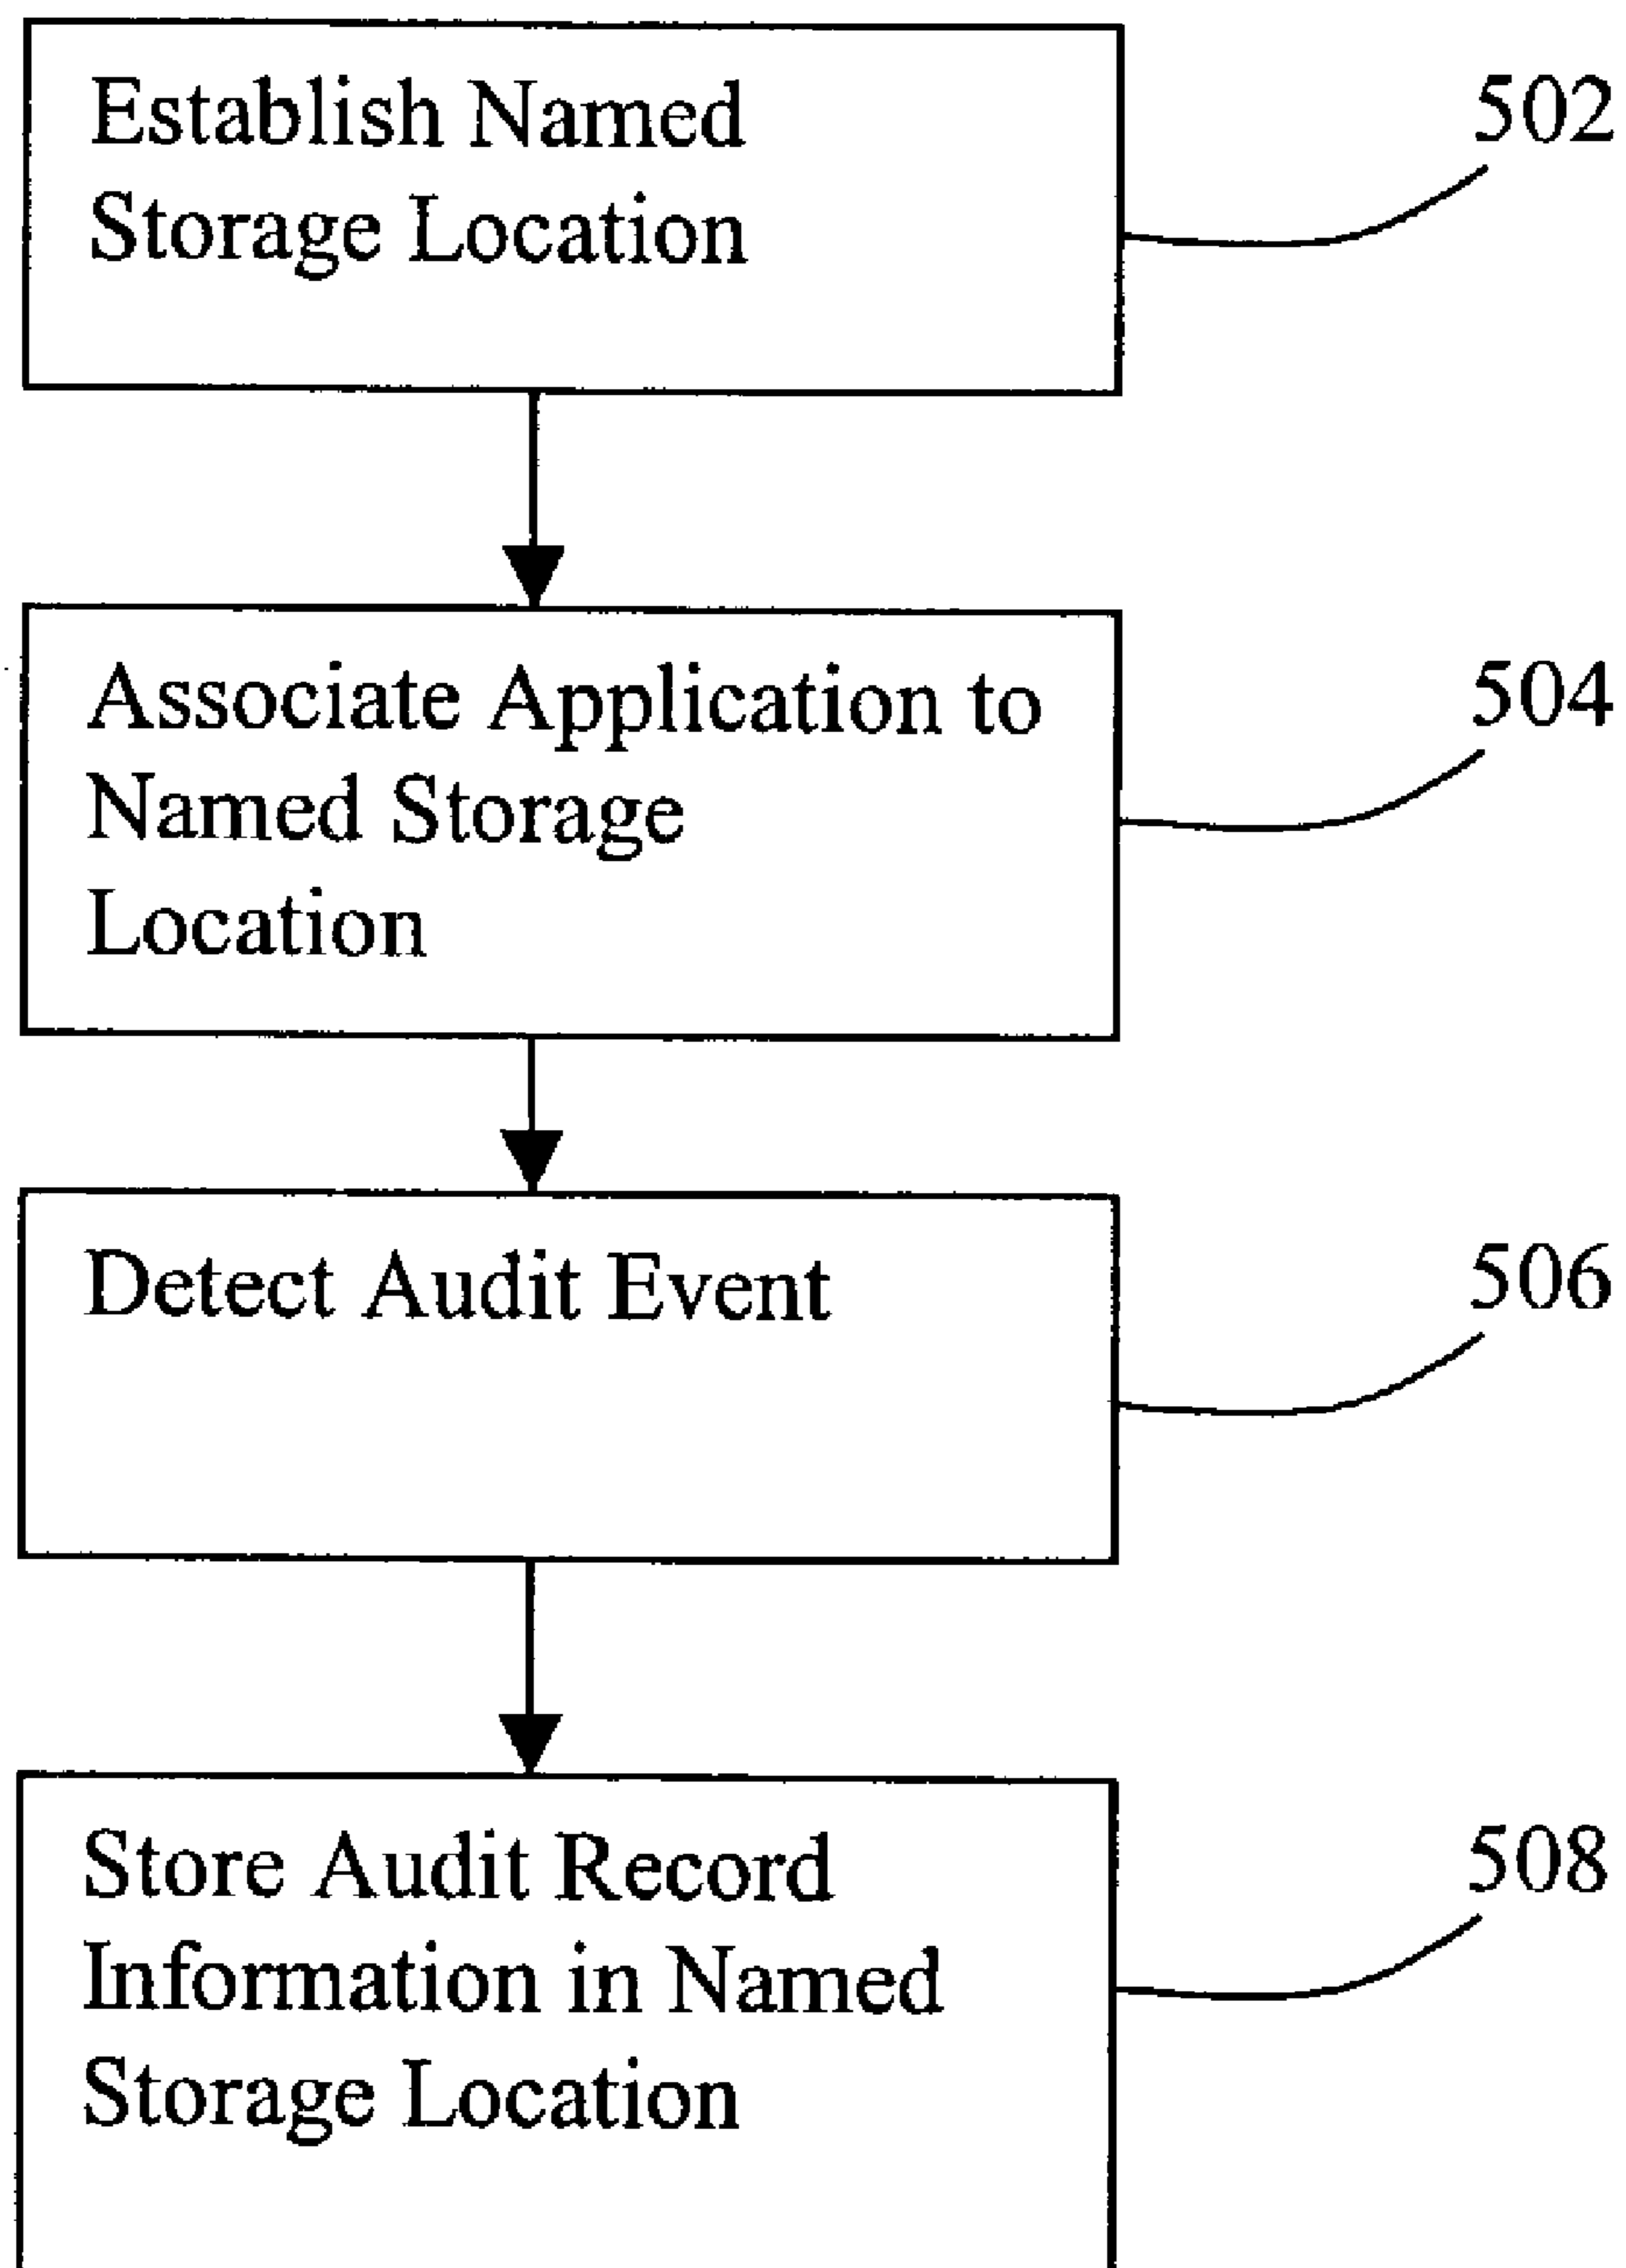 Establish Named
Storage Location
502
Associate Application to
Named Storage
Location
504
Detect Audit Event
506
Store Audit Record
Information in Named
Storage Location
508